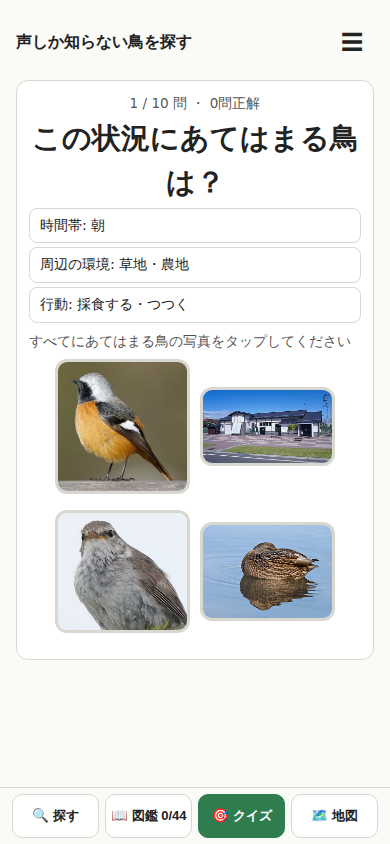 声しか知らない鳥を探す
1 / 10 問 ・ 0問正解
この状況にあてはまる鳥
は？
時間帯: 朝
周辺の環境: 草地・農地
行動: 採食する・つつく
すべてにあてはまる鳥の写真をタップしてください
探す
図鑑 0/44
クイズ
地図